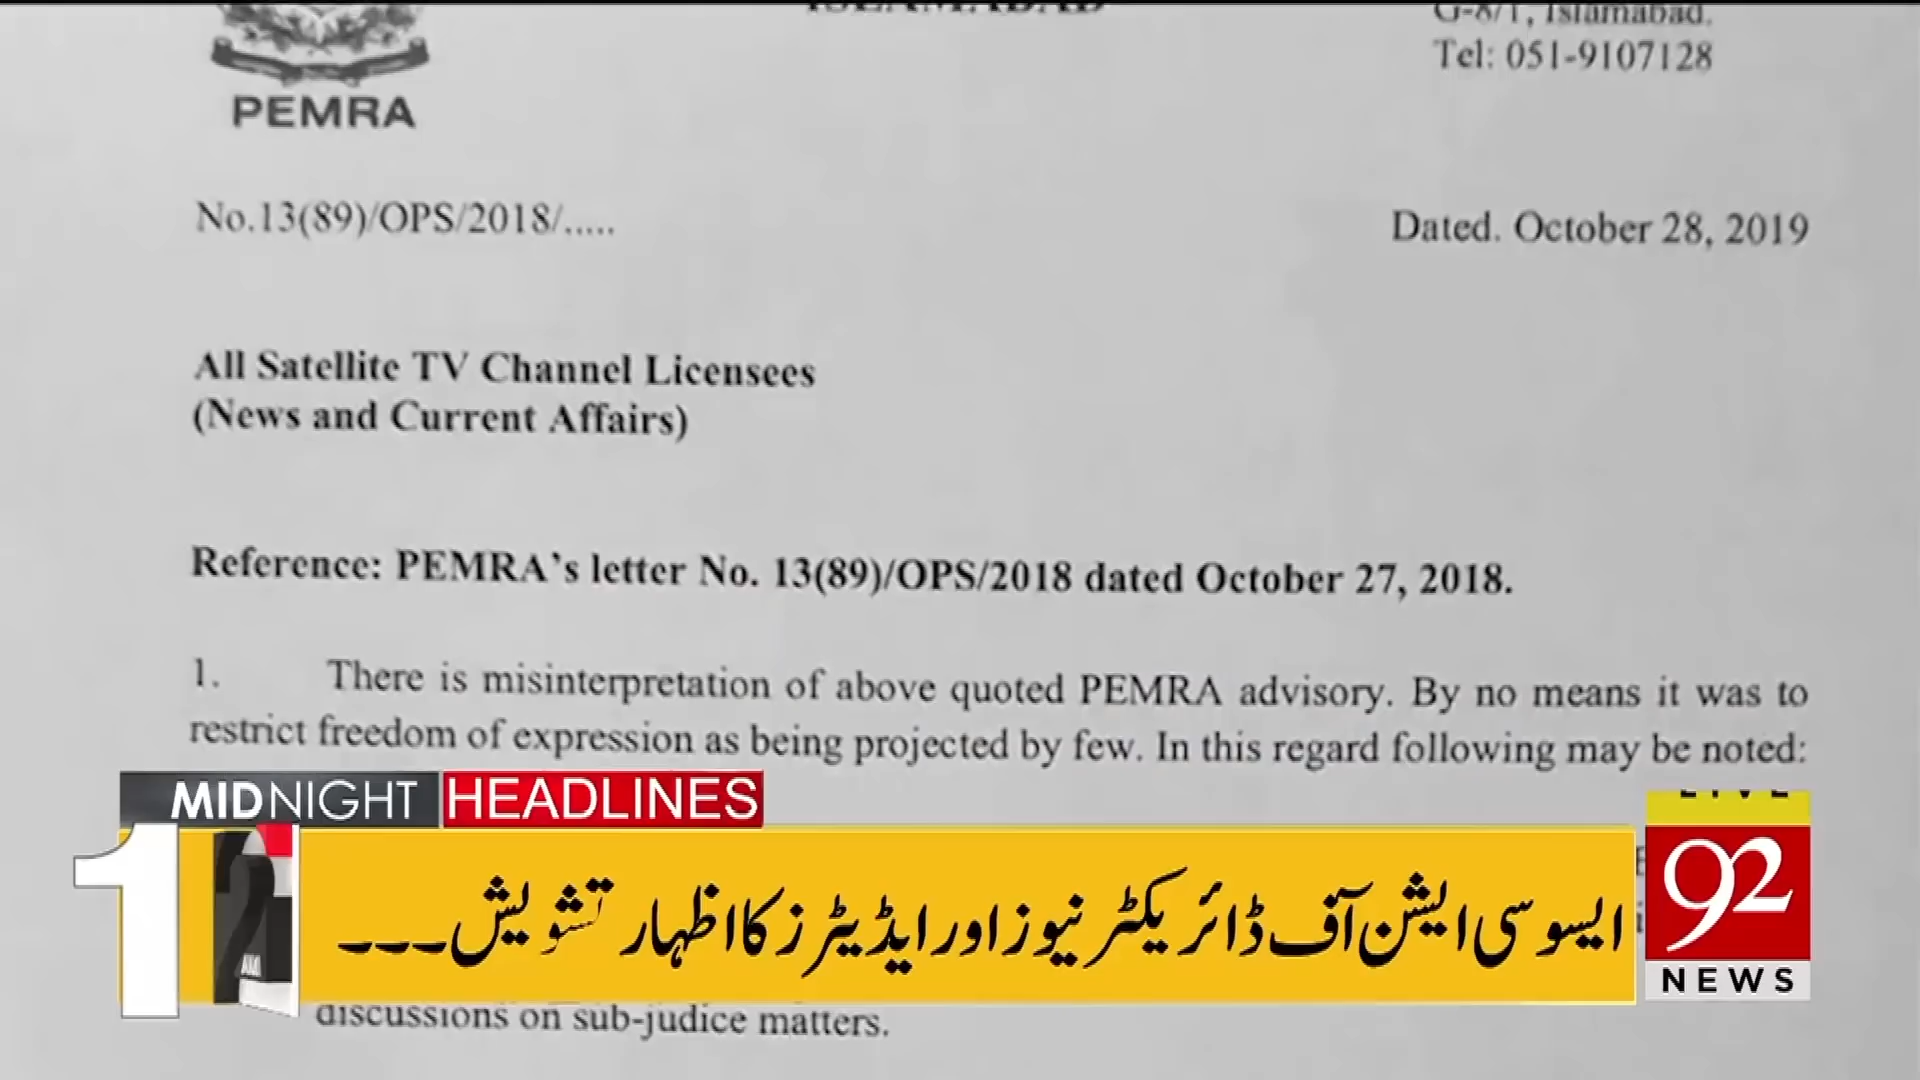 ISLAMABAD
G-8/1, Islamabad.
Tel: 051-9107128
PEMRA
No.13(89)/OPS/2018/.....
Dated. October 28, 2019
All Satellite TV Channel Licensees
(News and Current Affairs)
Reference: PEMRA's letter No. 13(89)/OPS/2018 dated October 27, 2018.
1. There is misinterpretation of above quoted PEMRA advisory. By no means it was to
restrict freedom of expression as being projected by few. In this regard following may be noted:
MIDNIGHT HEADLINES
LIVE
12
AM
ایسوسی ایشن آف ڈائریکٹر نیوز اور ایڈیٹرز کا اظہار تشویش۔۔۔
92
NEWS
discussions on sub-judice matters.